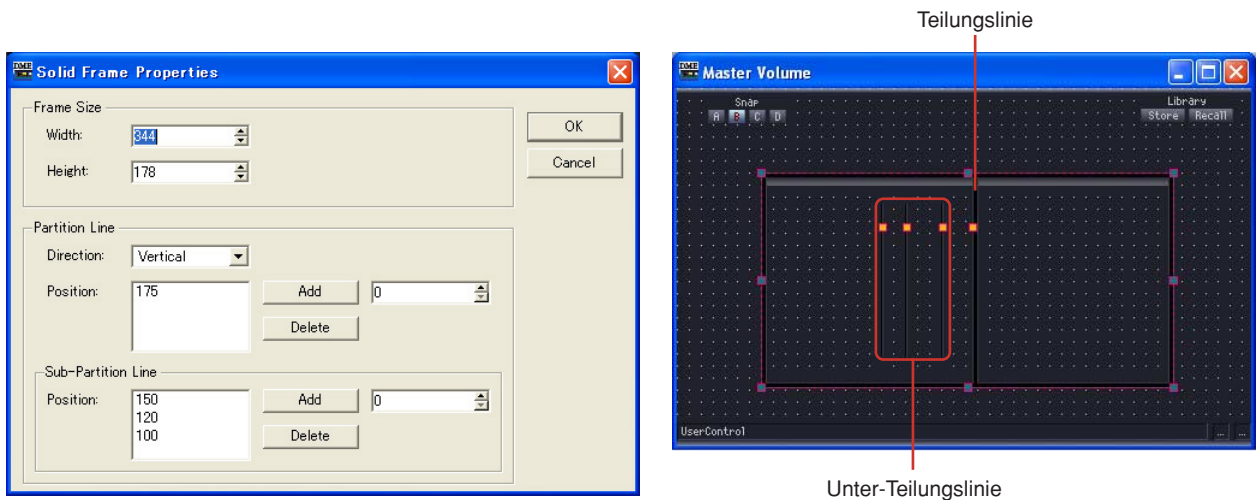 Teilungslinie
DME
Solid Frame Properties
Frame Size
Width:
344
Height:
178
OK
Cancel
Partition Line
Direction:
Vertical
Position:
175
Add
0
Delete
Sub-Partition Line
Position:
150
120
100
Add
0
Delete
DME
Master Volume
Snap
A B C D
Library
Store Recall
UserControl
... ...
Unter-Teilungslinie